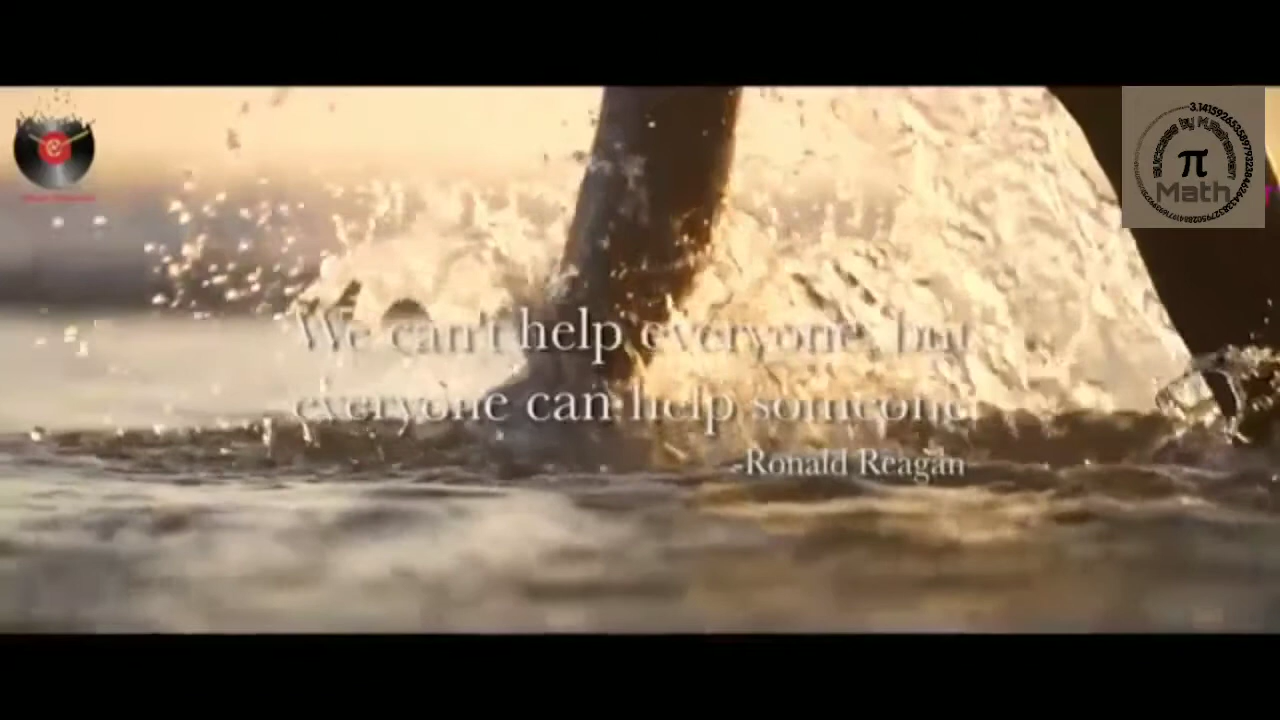 We can't help everyone, but
everyone can help someone.
-Ronald Reagan
π
Math